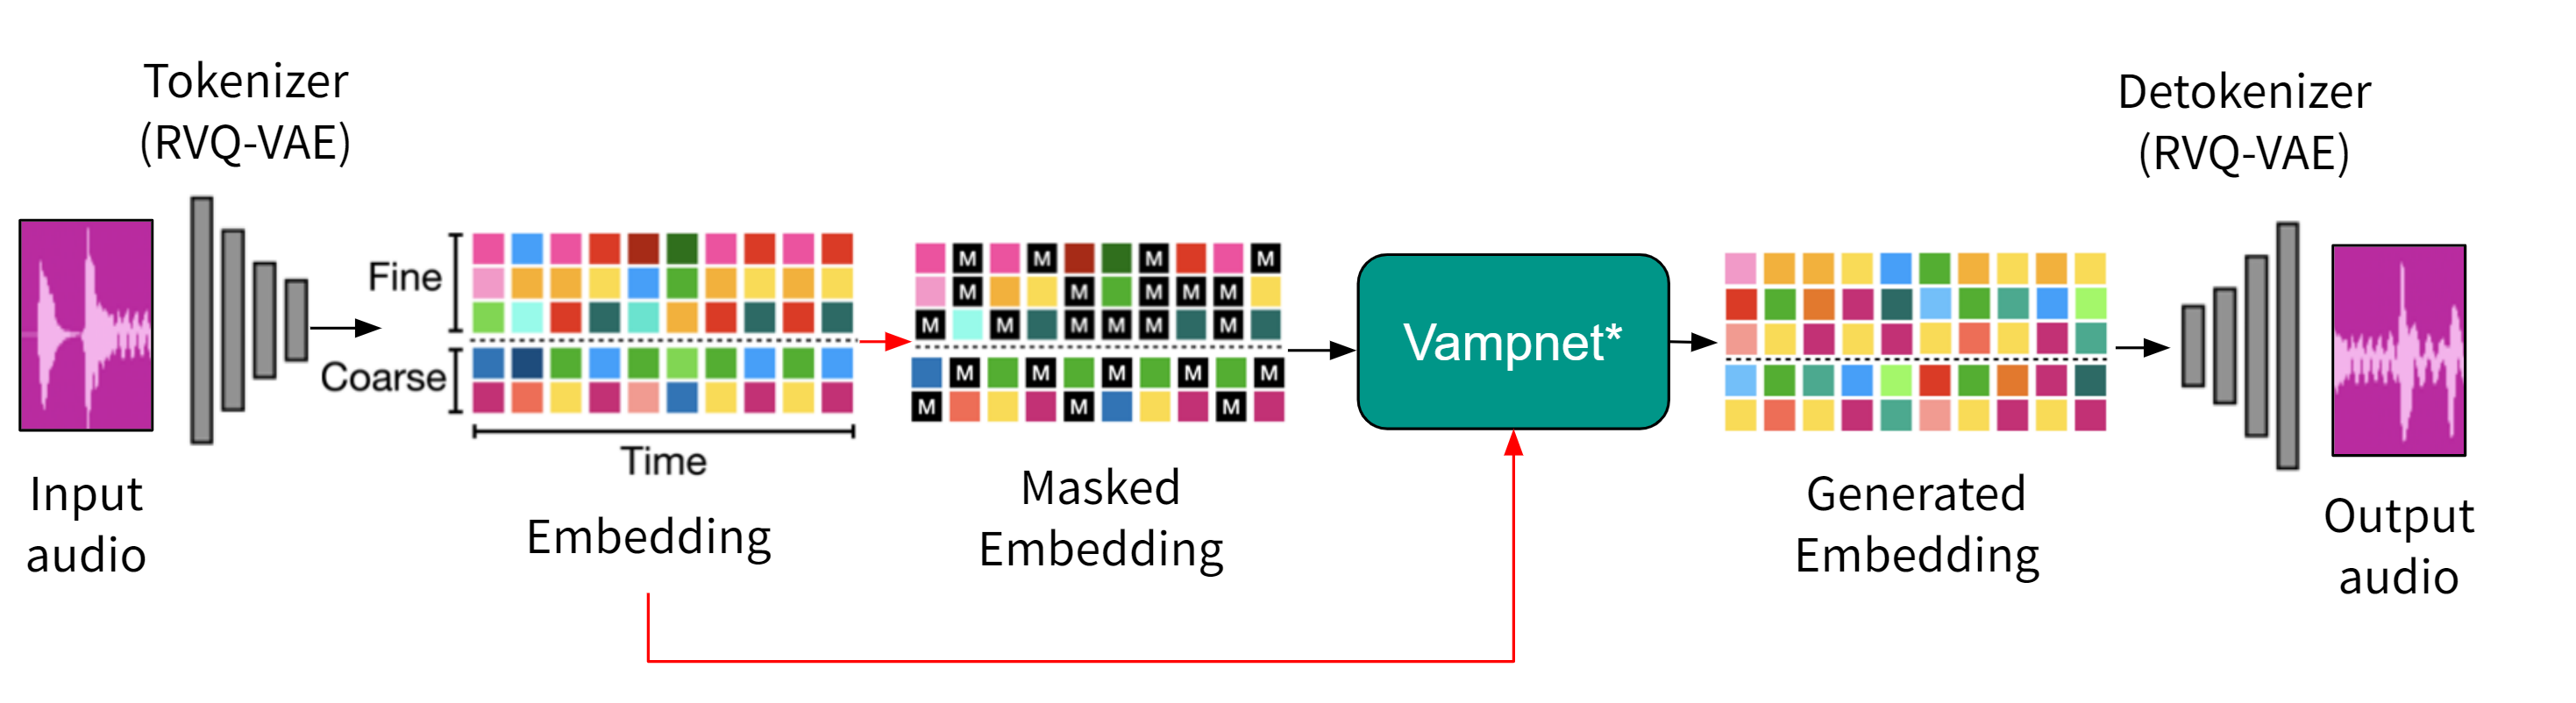 Tokenizer
(RVQ-VAE)
Input
audio
Fine
Coarse
Time
Embedding
M M M M
M M M M M
M M M M M M
M M M M M
M M M
Masked
Embedding
Vampnet*
Generated
Embedding
Detokenizer
(RVQ-VAE)
Output
audio